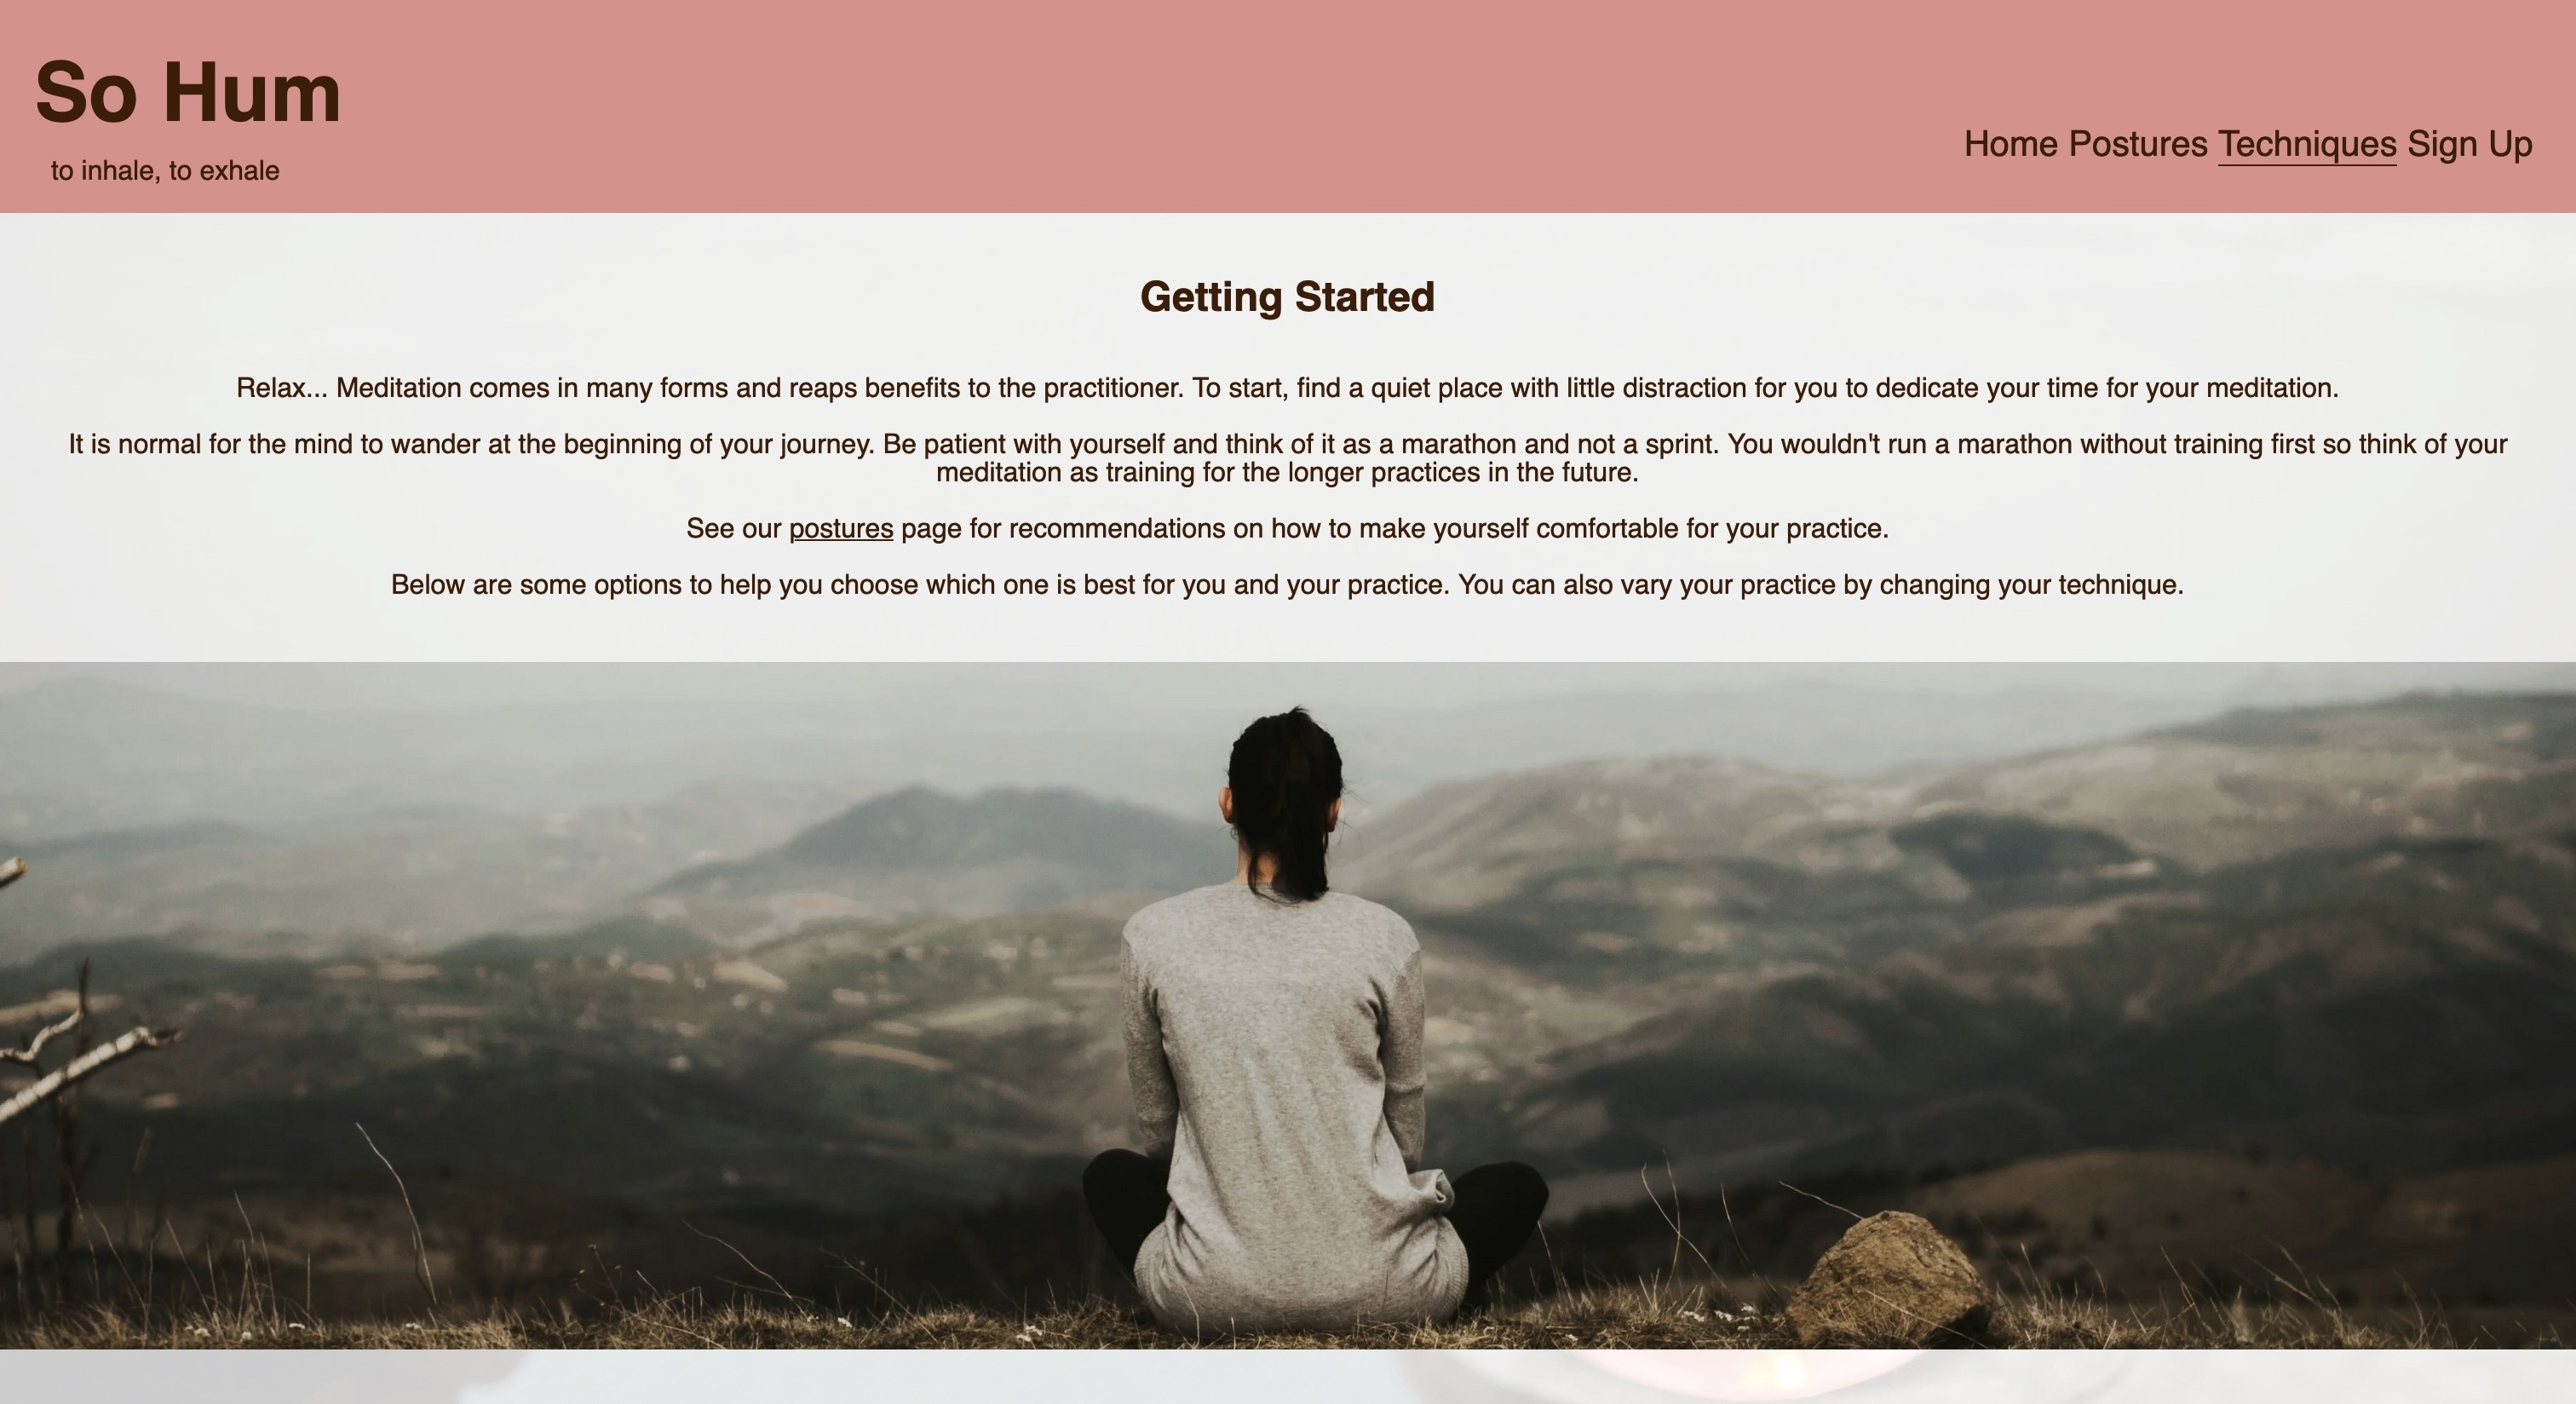 So Hum
to inhale, to exhale
Home Postures Techniques Sign Up
Getting Started
Relax... Meditation comes in many forms and reaps benefits to the practitioner. To start, find a quiet place with little distraction for you to dedicate your time for your meditation.
It is normal for the mind to wander at the beginning of your journey. Be patient with yourself and think of it as a marathon and not a sprint. You wouldn't run a marathon without training first so think of your
meditation as training for the longer practices in the future.
See our postures page for recommendations on how to make yourself comfortable for your practice.
Below are some options to help you choose which one is best for you and your practice. You can also vary your practice by changing your technique.